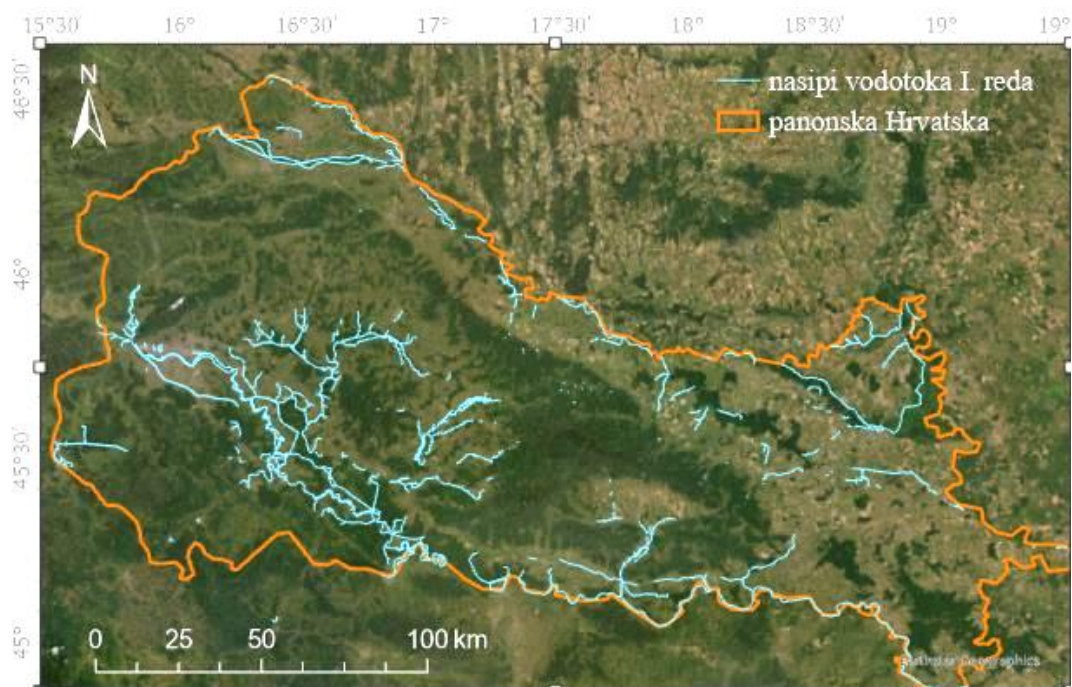 15°30' 16° 16°30' 17° 17°30' 18° 18°30' 19° 19°
46°30'
N
nasipi vodotoka I. reda
panonska Hrvatska
46°
45°30'
45°
0 25 50 100 km
Geographics